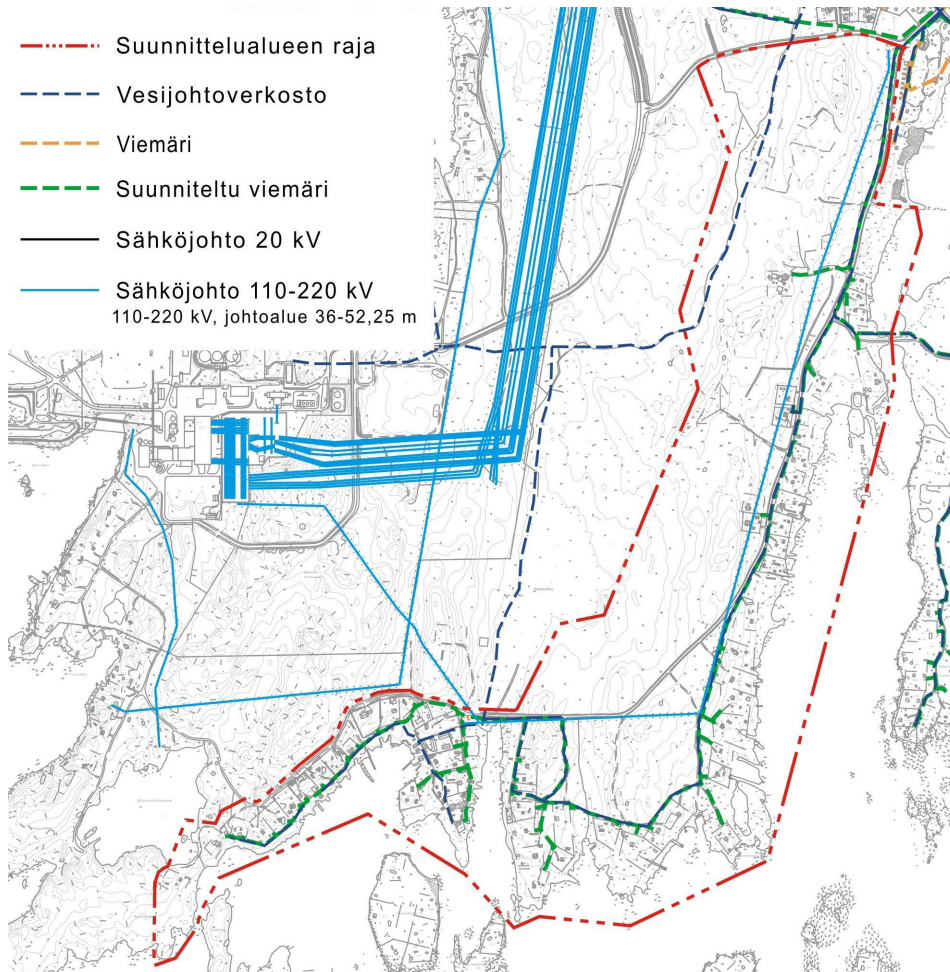 Suunnittelualueen raja
Vesijohtoverkosto
Viemäri
Suunniteltu viemäri
Sähköjohto 20 kV
Sähköjohto 110-220 kV
110-220 kV, johtoalue 36-52,25 m